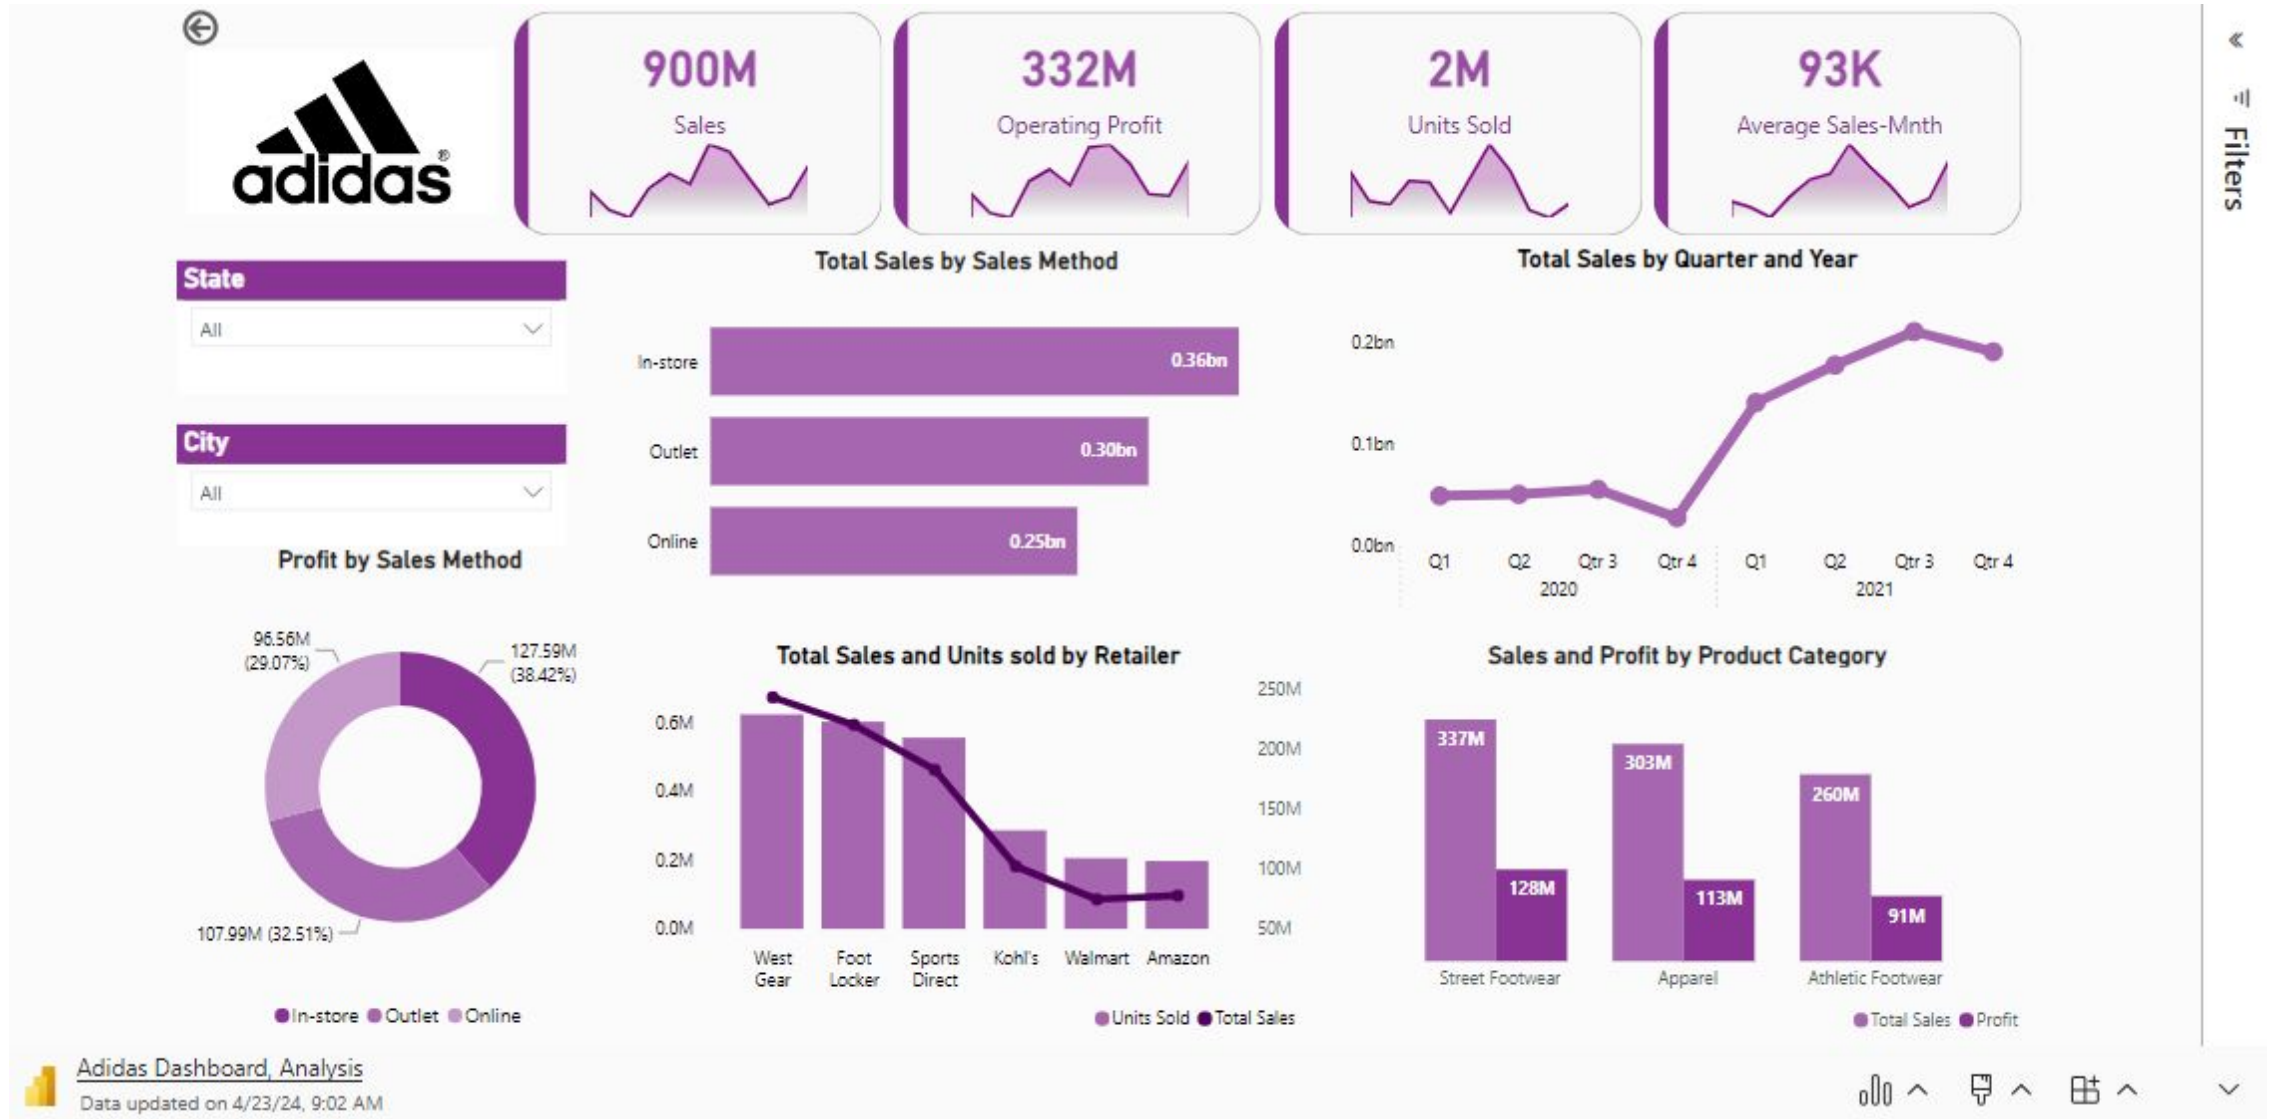 adidas®
900M
Sales
332M
Operating Profit
2M
Units Sold
93K
Average Sales-Mnth
Filters
State
All
City
All
Total Sales by Sales Method
In-store
0.36bn
Outlet
0.30bn
Online
0.25bn
Total Sales by Quarter and Year
0.2bn
0.1bn
0.0bn
Q1 Q2 Qtr 3 Qtr 4 Q1 Q2 Qtr 3 Qtr 4
2020 2021
Profit by Sales Method
96.56M
(29.07%)
127.59M
(38.42%)
107.99M (32.51%)
In-store Outlet Online
Total Sales and Units sold by Retailer
0.6M
0.4M
0.2M
0.0M
250M
200M
150M
100M
50M
West
Gear
Foot
Locker
Sports
Direct
Kohl's
Walmart
Amazon
Units Sold Total Sales
Sales and Profit by Product Category
337M
128M
303M
113M
260M
91M
Street Footwear
Apparel
Athletic Footwear
Total Sales Profit
Adidas Dashboard, Analysis
Data updated on 4/23/24, 9:02 AM